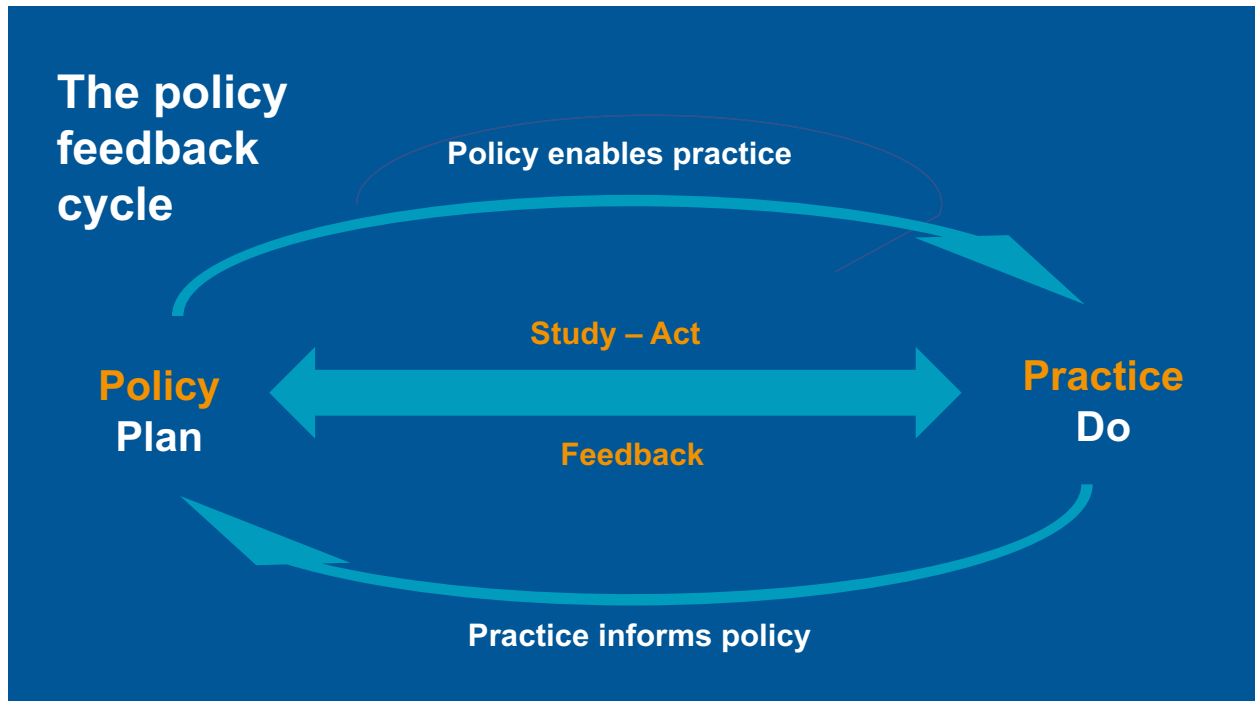 The policy
feedback
cycle
Policy enables practice
Study – Act
Policy
Plan
Practice
Do
Feedback
Practice informs policy